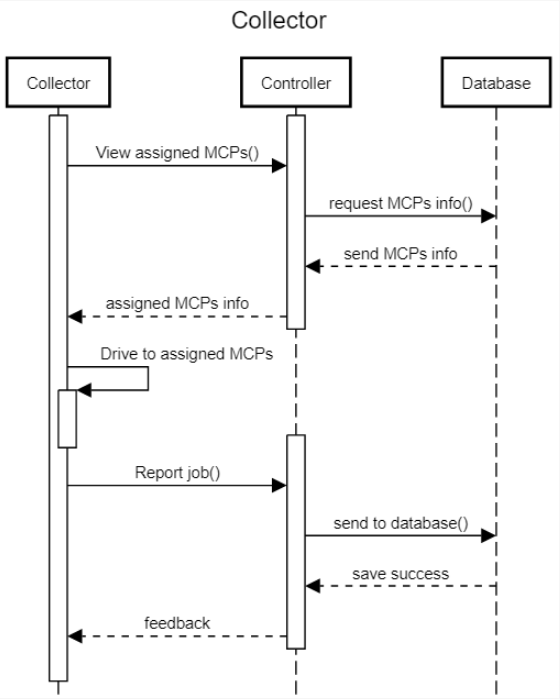 Collector
Collector
Controller
Database
View assigned MCPs()
request MCPs info()
send MCPs info
assigned MCPs info
Drive to assigned MCPs
Report job()
send to database()
save success
feedback